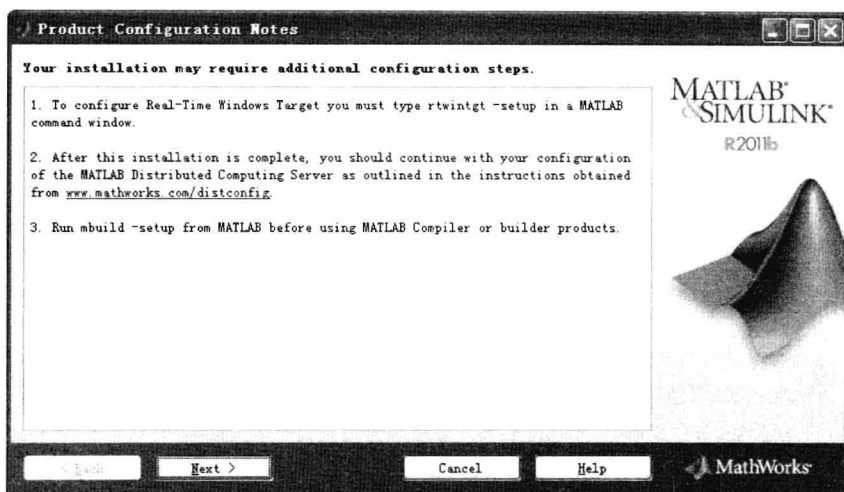 Product Configuration Notes
Your installation may require additional configuration steps.
1. To configure Real-Time Windows Target you must type rtwintgt -setup in a MATLAB
command window.
2. After this installation is complete, you should continue with your configuration
of the MATLAB Distributed Computing Server as outlined in the instructions obtained
from www.mathworks.com/distconfig.
3. Run mbuild -setup from MATLAB before using MATLAB Compiler or builder products.
MATLAB®
&SIMULINK®
R2011b
< Back
Next >
Cancel
Help
MathWorks®